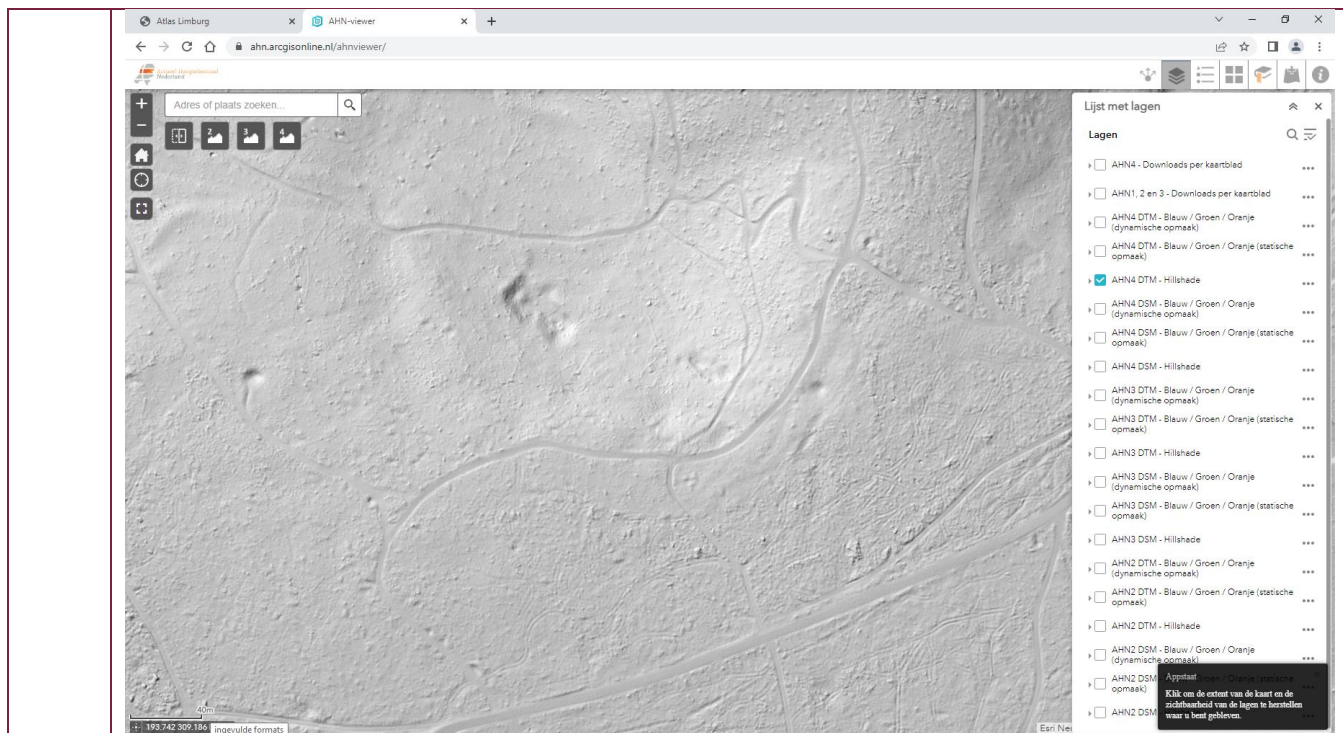 Atlas Limburg
AHN-viewer
ahn.arcgisonline.nl/ahnviewer/
Actueel Hoogtebestand
Nederland
Adres of plaats zoeken...
2
3
4
Lijst met lagen
Lagen
AHN4 - Downloads per kaartblad
AHN1, 2 en 3 - Downloads per kaartblad
AHN4 DTM - Blauw / Groen / Oranje
(dynamische opmaak)
AHN4 DTM - Blauw / Groen / Oranje (statische
opmaak)
AHN4 DTM - Hillshade
AHN4 DSM - Blauw / Groen / Oranje
(dynamische opmaak)
AHN4 DSM - Blauw / Groen / Oranje (statische
opmaak)
AHN4 DSM - Hillshade
AHN3 DTM - Blauw / Groen / Oranje
(dynamische opmaak)
AHN3 DTM - Blauw / Groen / Oranje (statische
opmaak)
AHN3 DTM - Hillshade
AHN3 DSM - Blauw / Groen / Oranje
(dynamische opmaak)
AHN3 DSM - Blauw / Groen / Oranje (statische
opmaak)
AHN3 DSM - Hillshade
AHN2 DTM - Blauw / Groen / Oranje
(dynamische opmaak)
AHN2 DTM - Blauw / Groen / Oranje (statische
opmaak)
AHN2 DTM - Hillshade
AHN2 DSM - Blauw / Groen / Oranje
(dynamische opmaak)
AHN2 DSM
opmaak)
AHN2 DSM
Appstaat
Klik om de extent van de kaart en de
zichtbaarheid van de lagen te herstellen
waar u bent gebleven.
40m
193.742 309.186
ingevulde formats
Esri